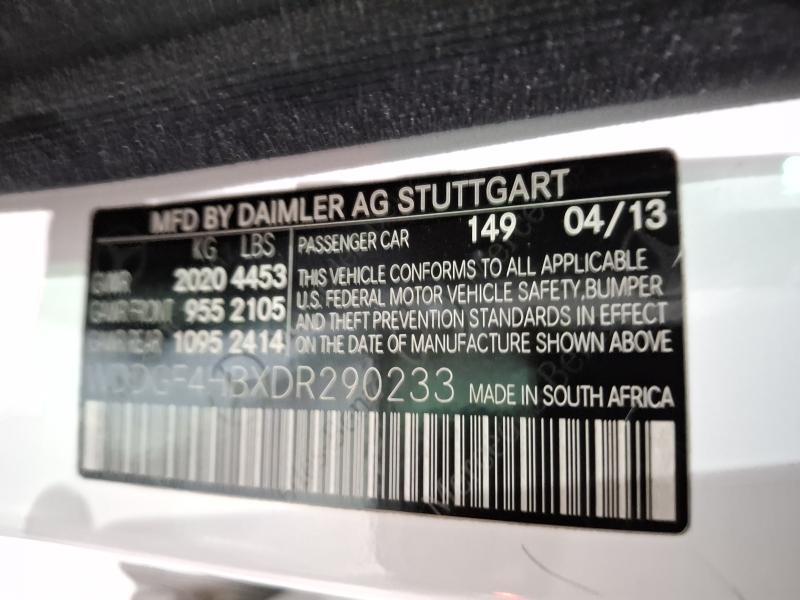 MFD BY DAIMLER AG STUTTGART
KG LBS
GAWR 2020 4453
GAWR FRONT 955 2105
GAWR REAR 1095 2414
PASSENGER CAR 149 04/13
THIS VEHICLE CONFORMS TO ALL APPLICABLE
U.S. FEDERAL MOTOR VEHICLE SAFETY, BUMPER
AND THEFT PREVENTION STANDARDS IN EFFECT
ON THE DATE OF MANUFACTURE SHOWN ABOVE
WDDGF4HBXDR290233 MADE IN SOUTH AFRICA